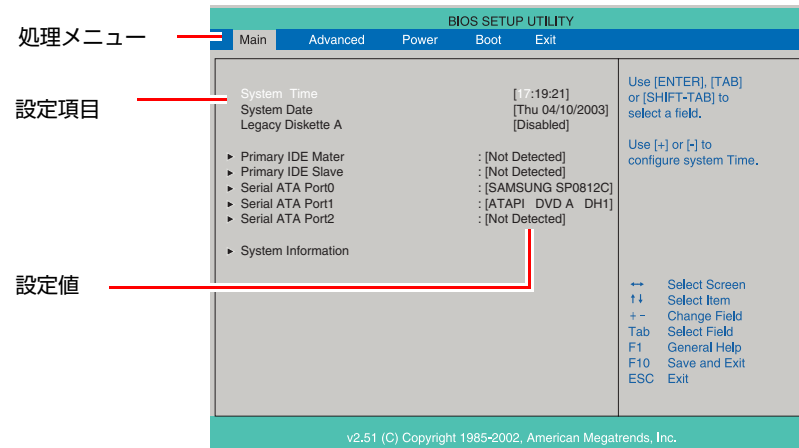 BIOS SETUP UTILITY
処理メニュー
Main Advanced Power Boot Exit
設定項目
System Time [17:19:21]
System Date [Thu 04/10/2003]
Legacy Diskette A [Disabled]
▸ Primary IDE Mater : [Not Detected]
▸ Primary IDE Slave : [Not Detected]
▸ Serial ATA Port0 : [SAMSUNG SP0812C]
▸ Serial ATA Port1 : [ATAPI DVD A DH1]
▸ Serial ATA Port2 : [Not Detected]
▸ System Information
設定値
Use [ENTER], [TAB]
or [SHIFT-TAB] to
select a field.
Use [+] or [-] to
configure system Time.
↔ Select Screen
↑↓ Select Item
+ - Change Field
Tab Select Field
F1 General Help
F10 Save and Exit
ESC Exit
v2.51 (C) Copyright 1985-2002, American Megatrends, Inc.